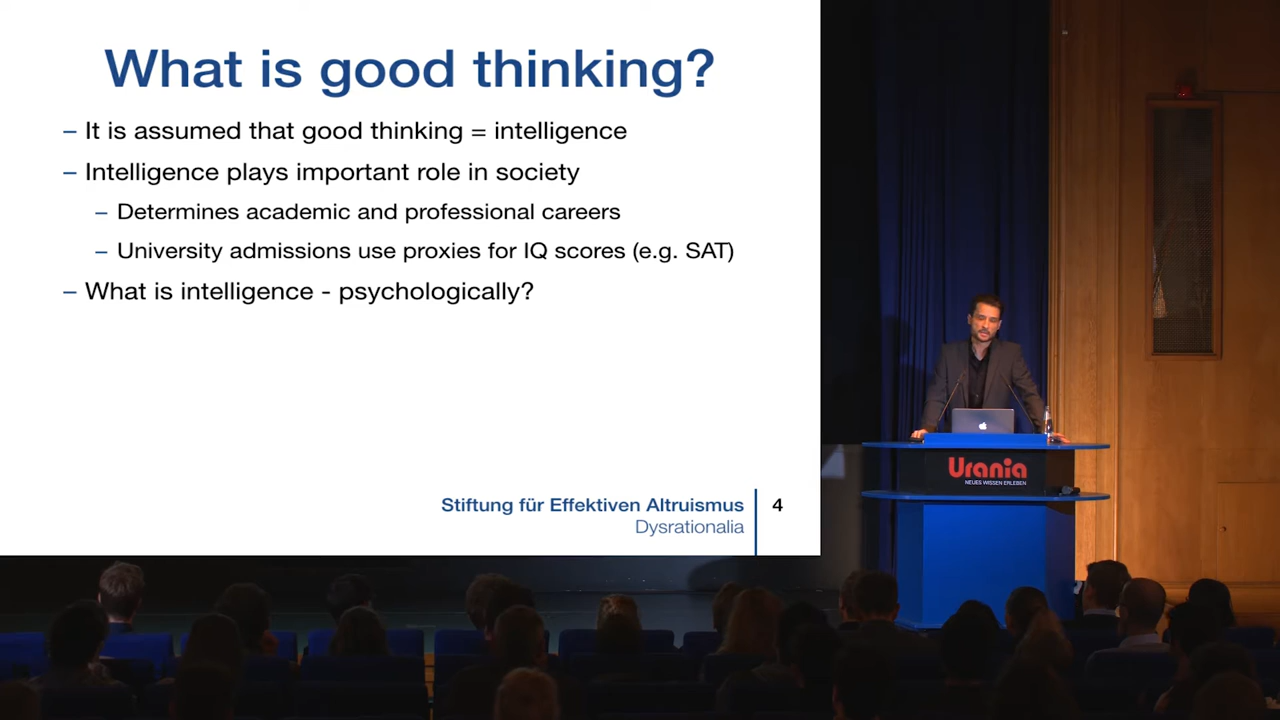 What is good thinking?
– It is assumed that good thinking = intelligence
– Intelligence plays important role in society
– Determines academic and professional careers
– University admissions use proxies for IQ scores (e.g. SAT)
– What is intelligence - psychologically?
Stiftung für Effektiven Altruismus
4
Dysrationalia
Urania
NEUES WISSEN ERLEBEN